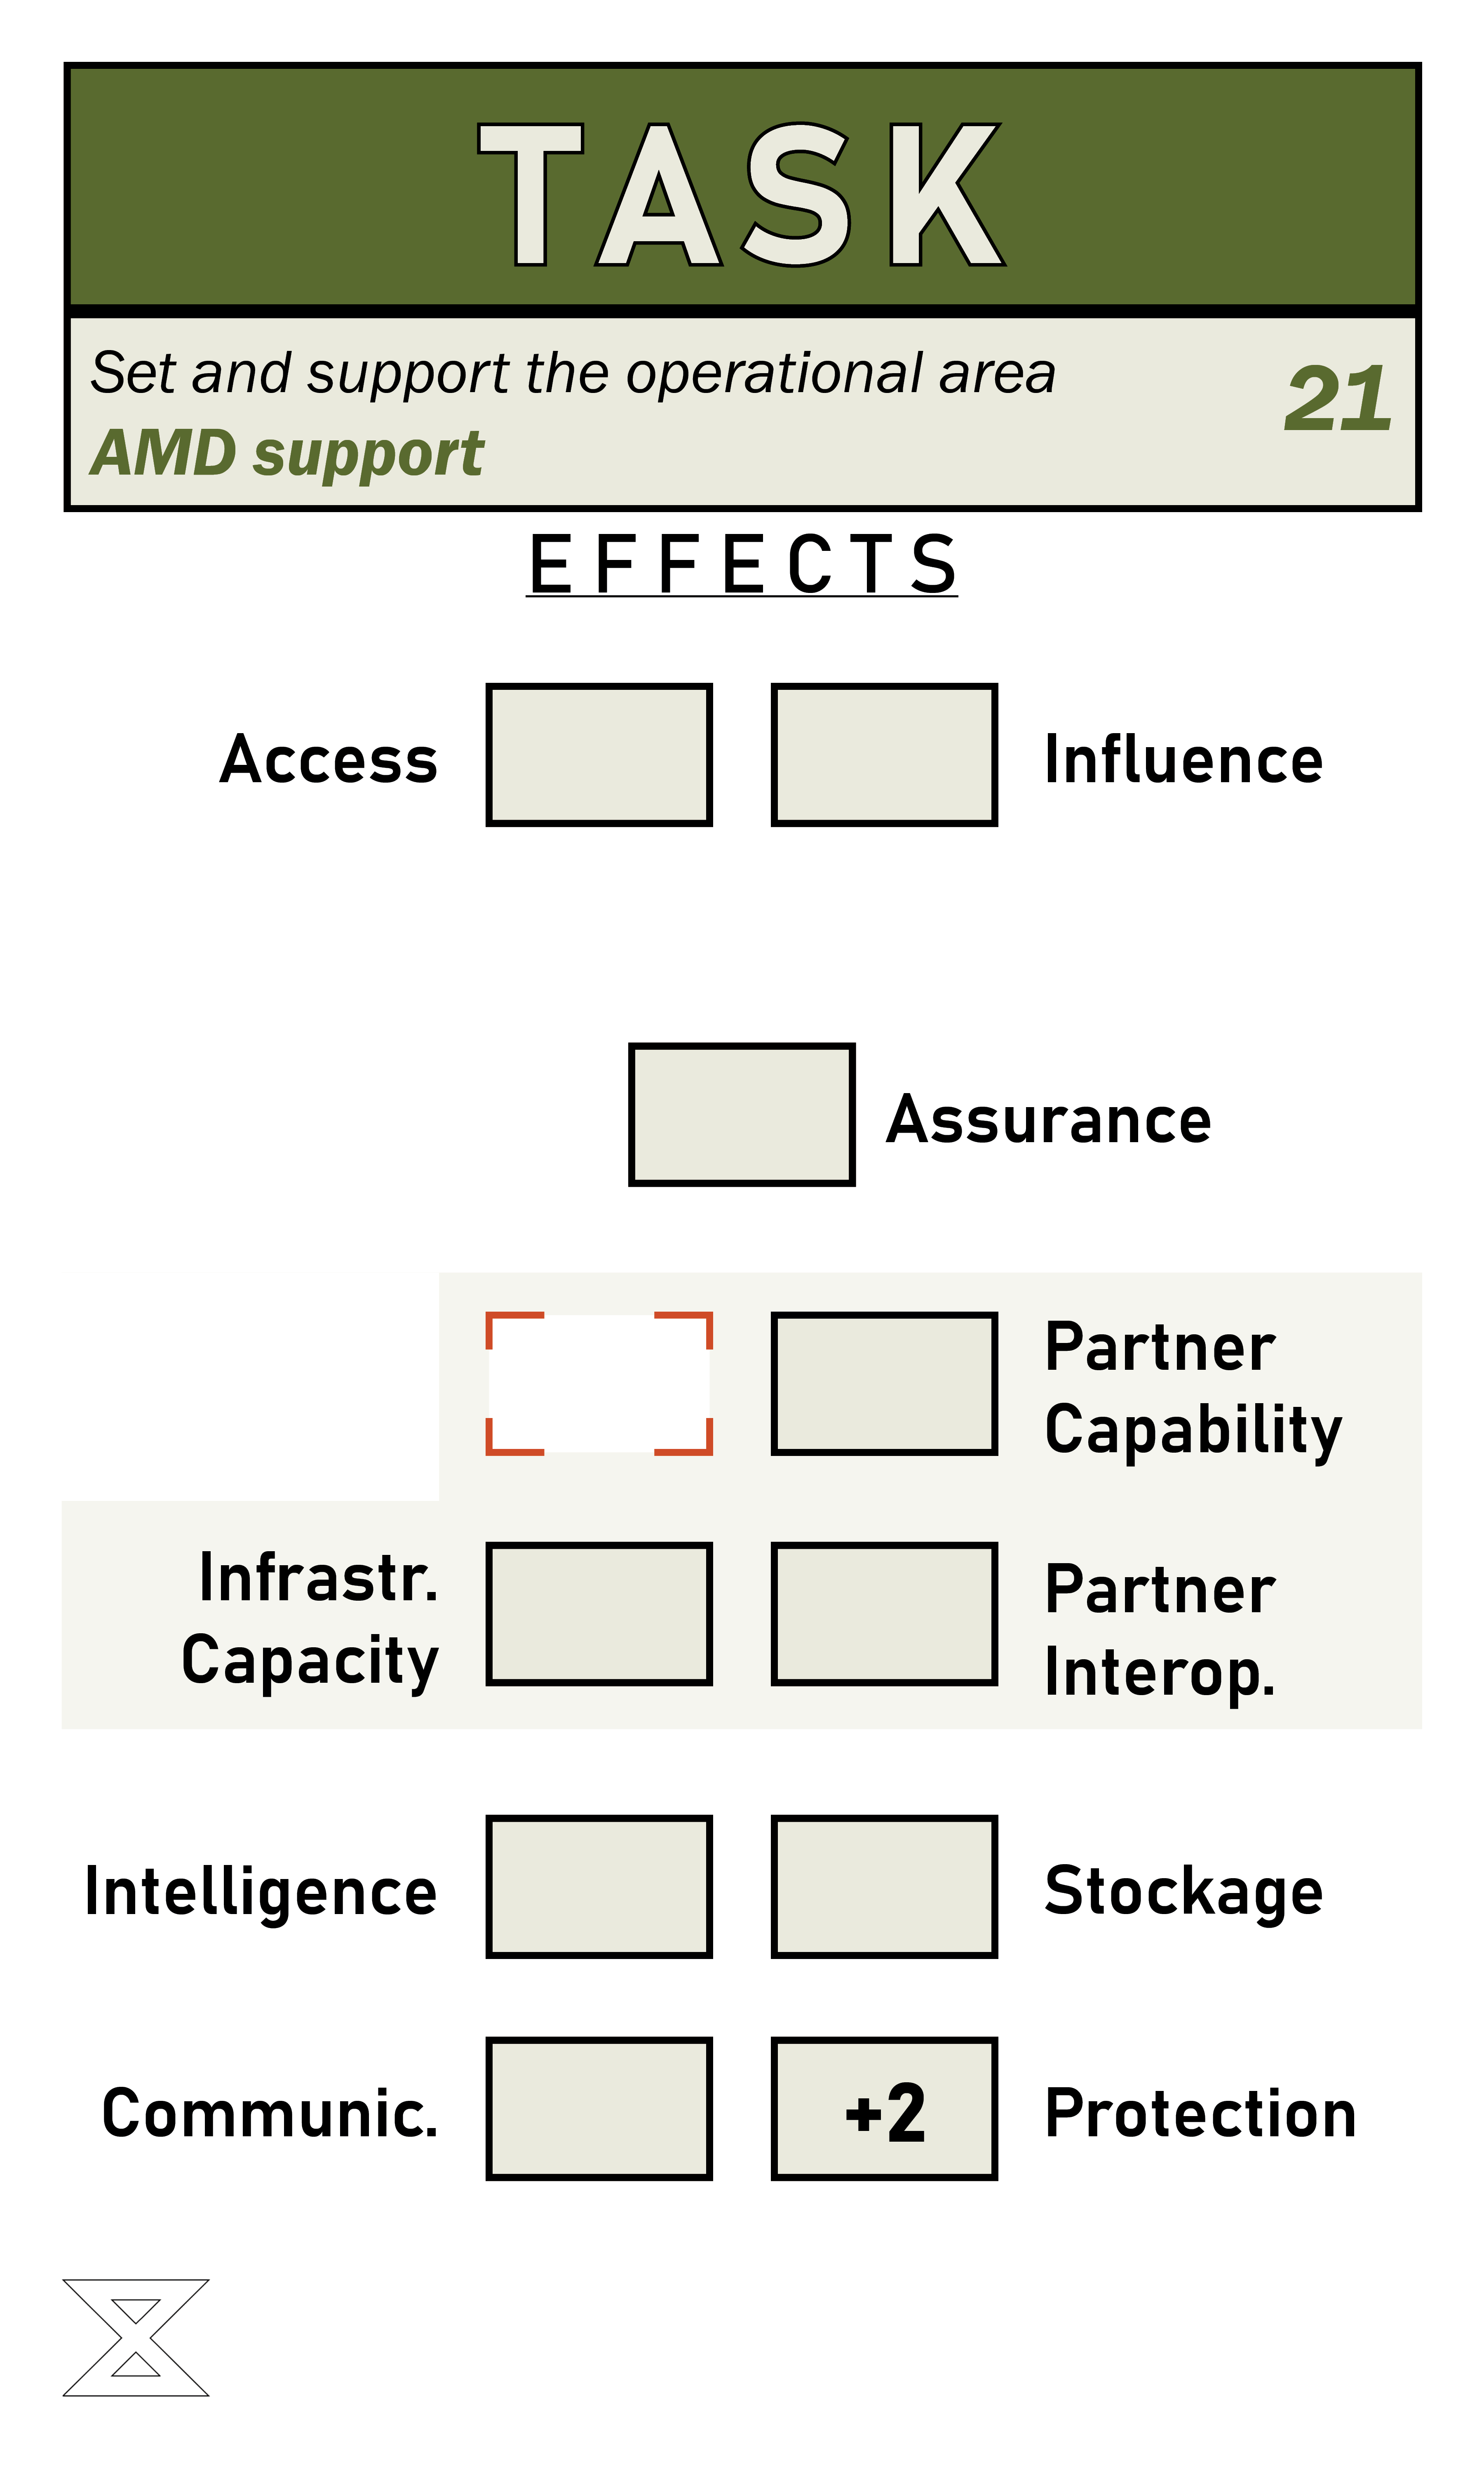 TASK
Set and support the operational area
21
AMD support
EFFECTS
Access
Influence
Assurance
Partner
Capability
Infrastr.
Capacity
Partner
Interop.
Intelligence
Stockage
Communic.
+2
Protection